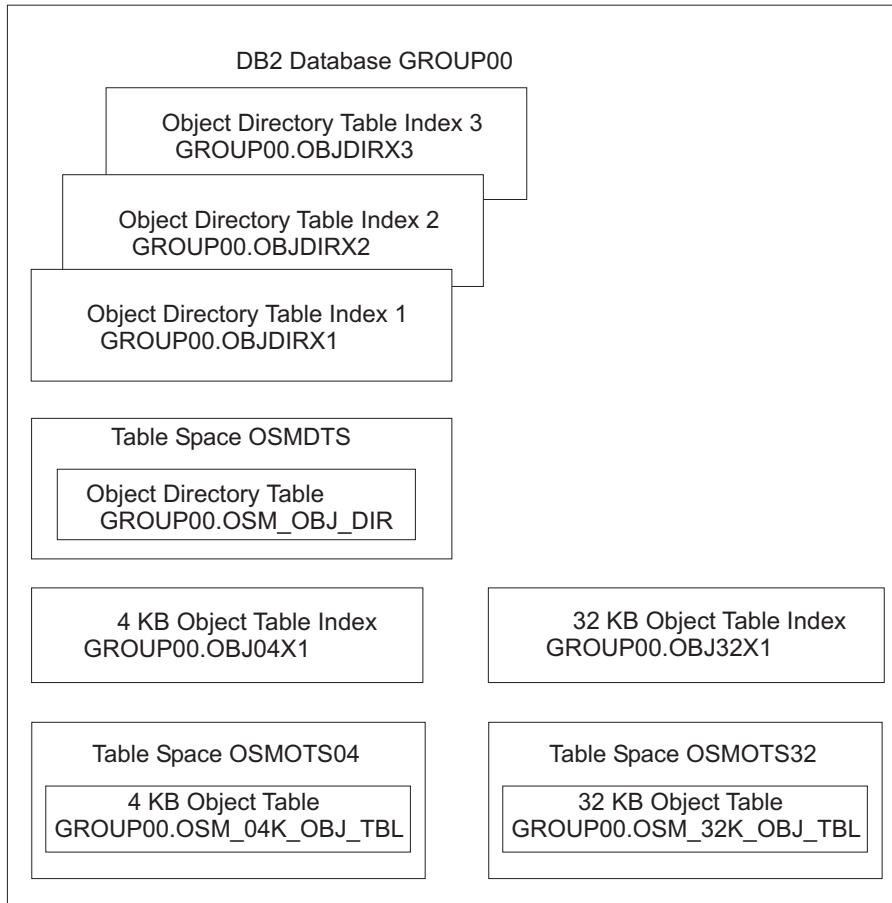 DB2 Database GROUP00
Object Directory Table Index 3
GROUP00.OBJDIRX3
Object Directory Table Index 2
GROUP00.OBJDIRX2
Object Directory Table Index 1
GROUP00.OBJDIRX1
Table Space OSMDTS
Object Directory Table
GROUP00.OSM_OBJ_DIR
4 KB Object Table Index
GROUP00.OBJ04X1
32 KB Object Table Index
GROUP00.OBJ32X1
Table Space OSMOTS04
4 KB Object Table
GROUP00.OSM_04K_OBJ_TBL
Table Space OSMOTS32
32 KB Object Table
GROUP00.OSM_32K_OBJ_TBL